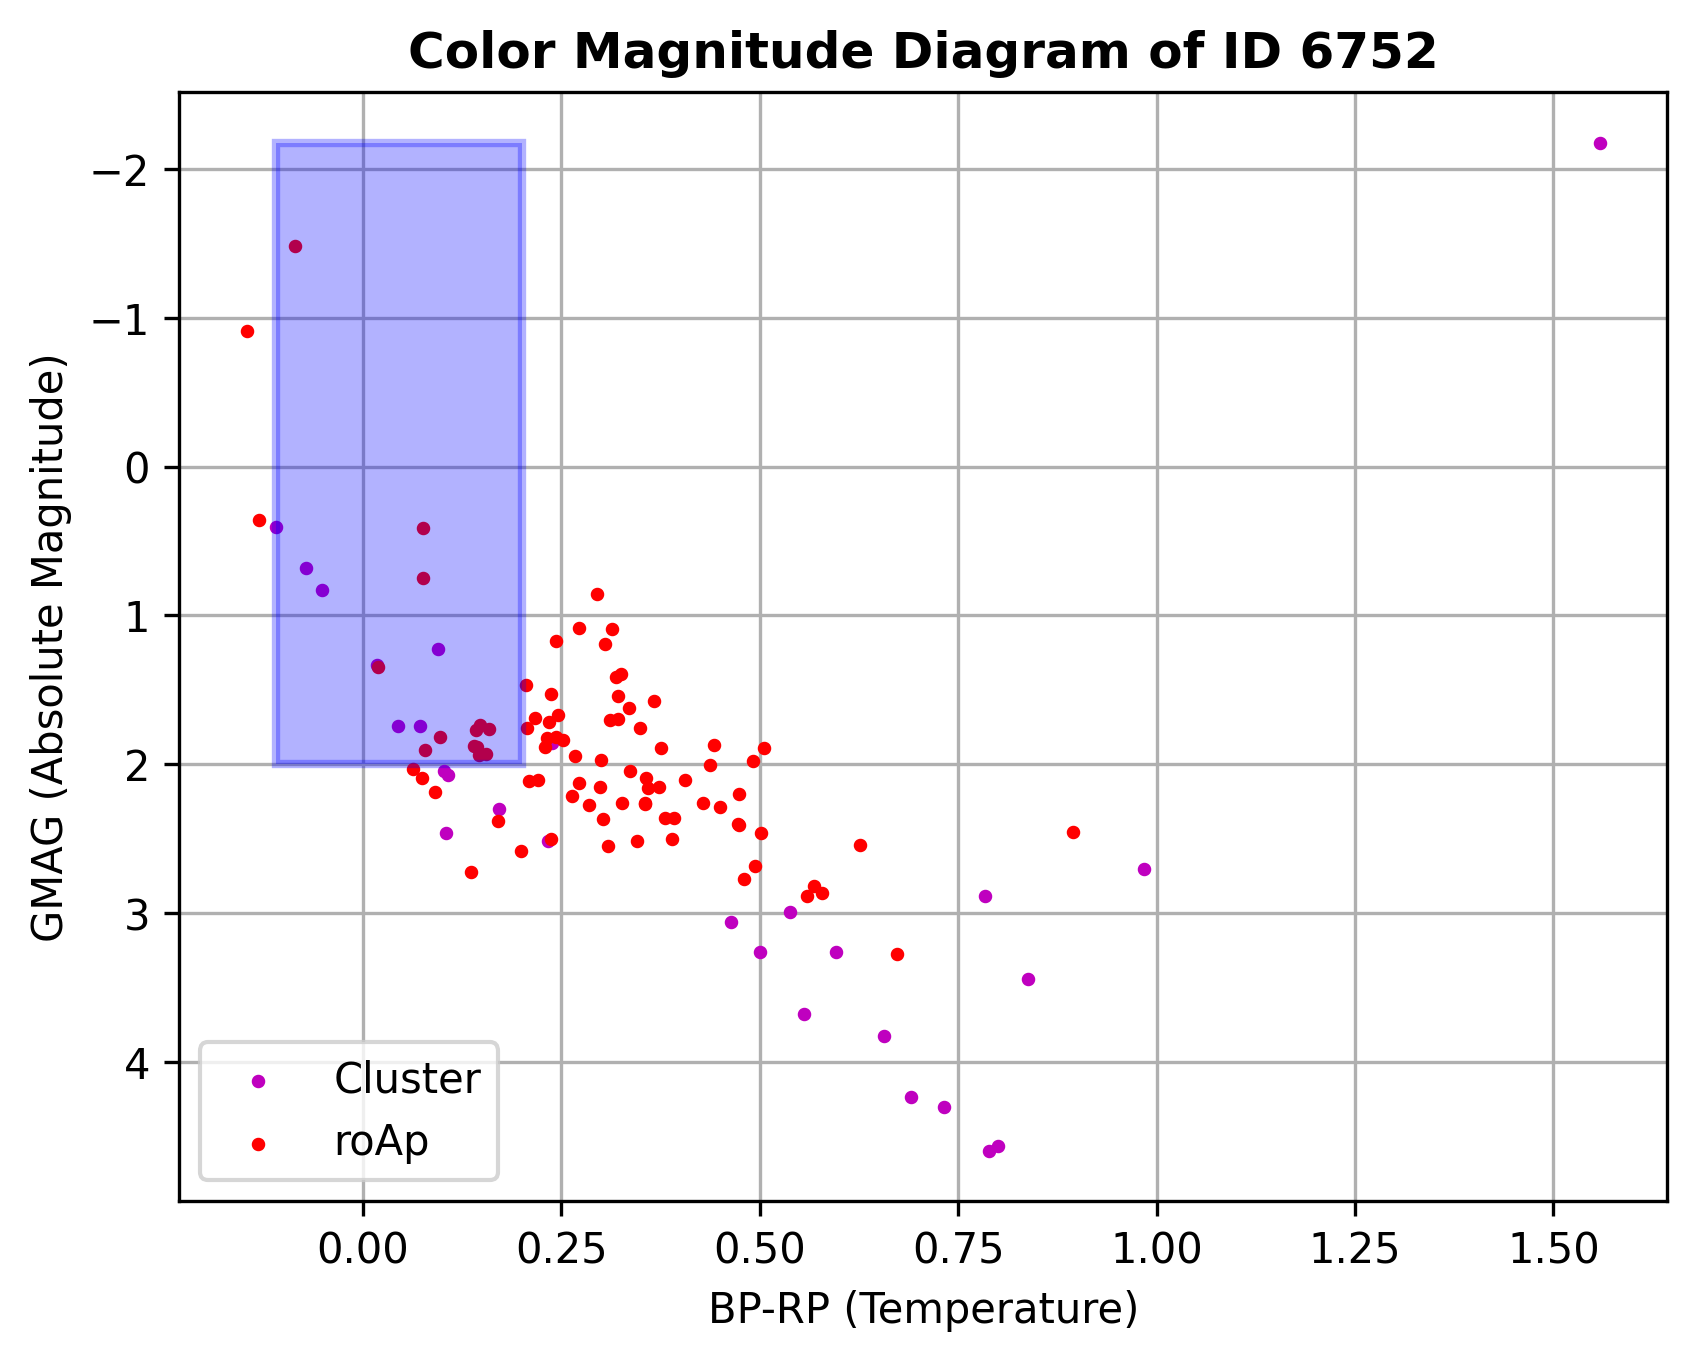 Color Magnitude Diagram of ID 6752
GMAG (Absolute Magnitude)
−2
−1
0
1
2
3
4
Cluster
roAp
0.00 0.25 0.50 0.75 1.00 1.25 1.50
BP-RP (Temperature)